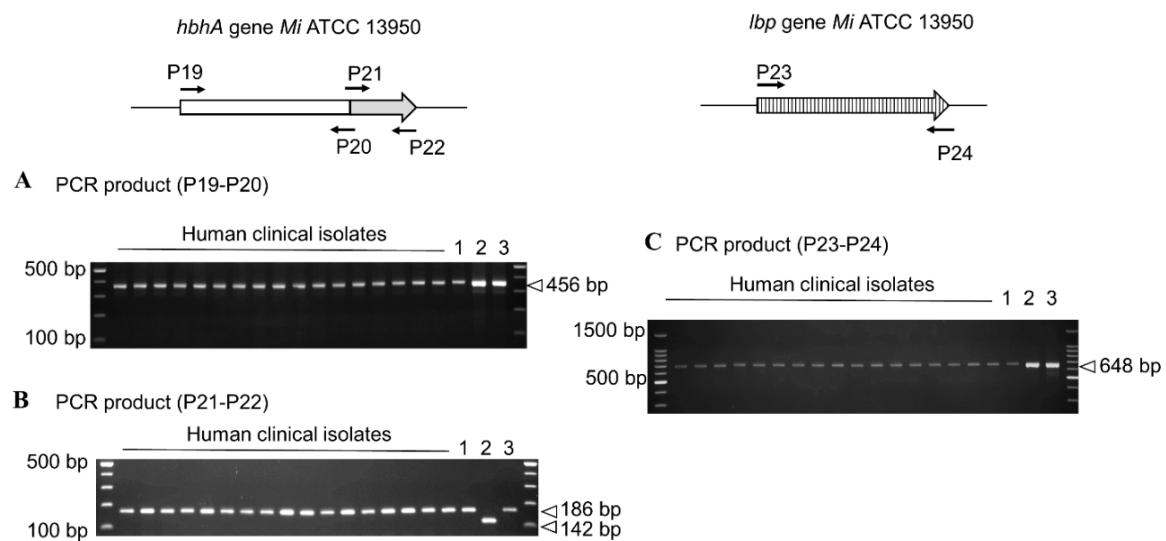 hbhA gene Mi ATCC 13950
P19
P21
P20
P22
lbp gene Mi ATCC 13950
P23
P24
A PCR product (P19-P20)
Human clinical isolates 1 2 3
500 bp
456 bp
100 bp
B PCR product (P21-P22)
Human clinical isolates 1 2 3
500 bp
186 bp
100 bp
142 bp
C PCR product (P23-P24)
Human clinical isolates 1 2 3
1500 bp
648 bp
500 bp